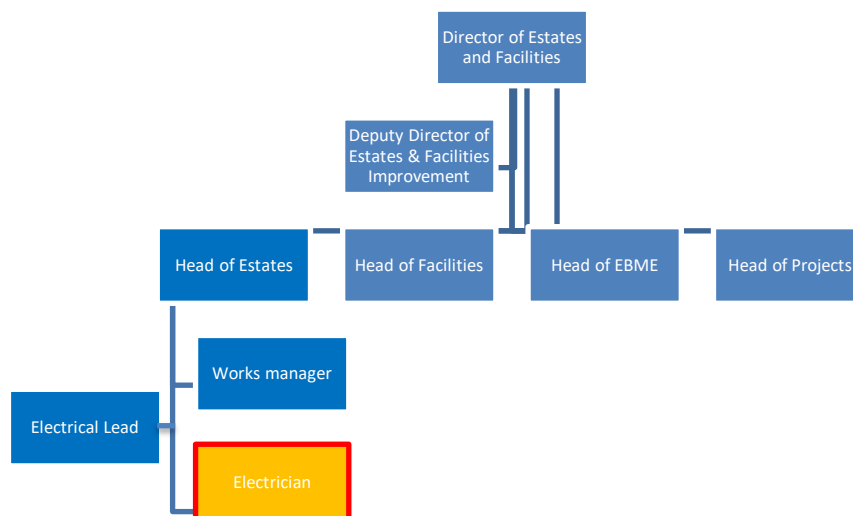 Director of Estates
and Facilities
Deputy Director of
Estates & Facilities
Improvement
Head of Estates
Head of Facilities
Head of EBME
Head of Projects
Works manager
Electrical Lead
Electrician